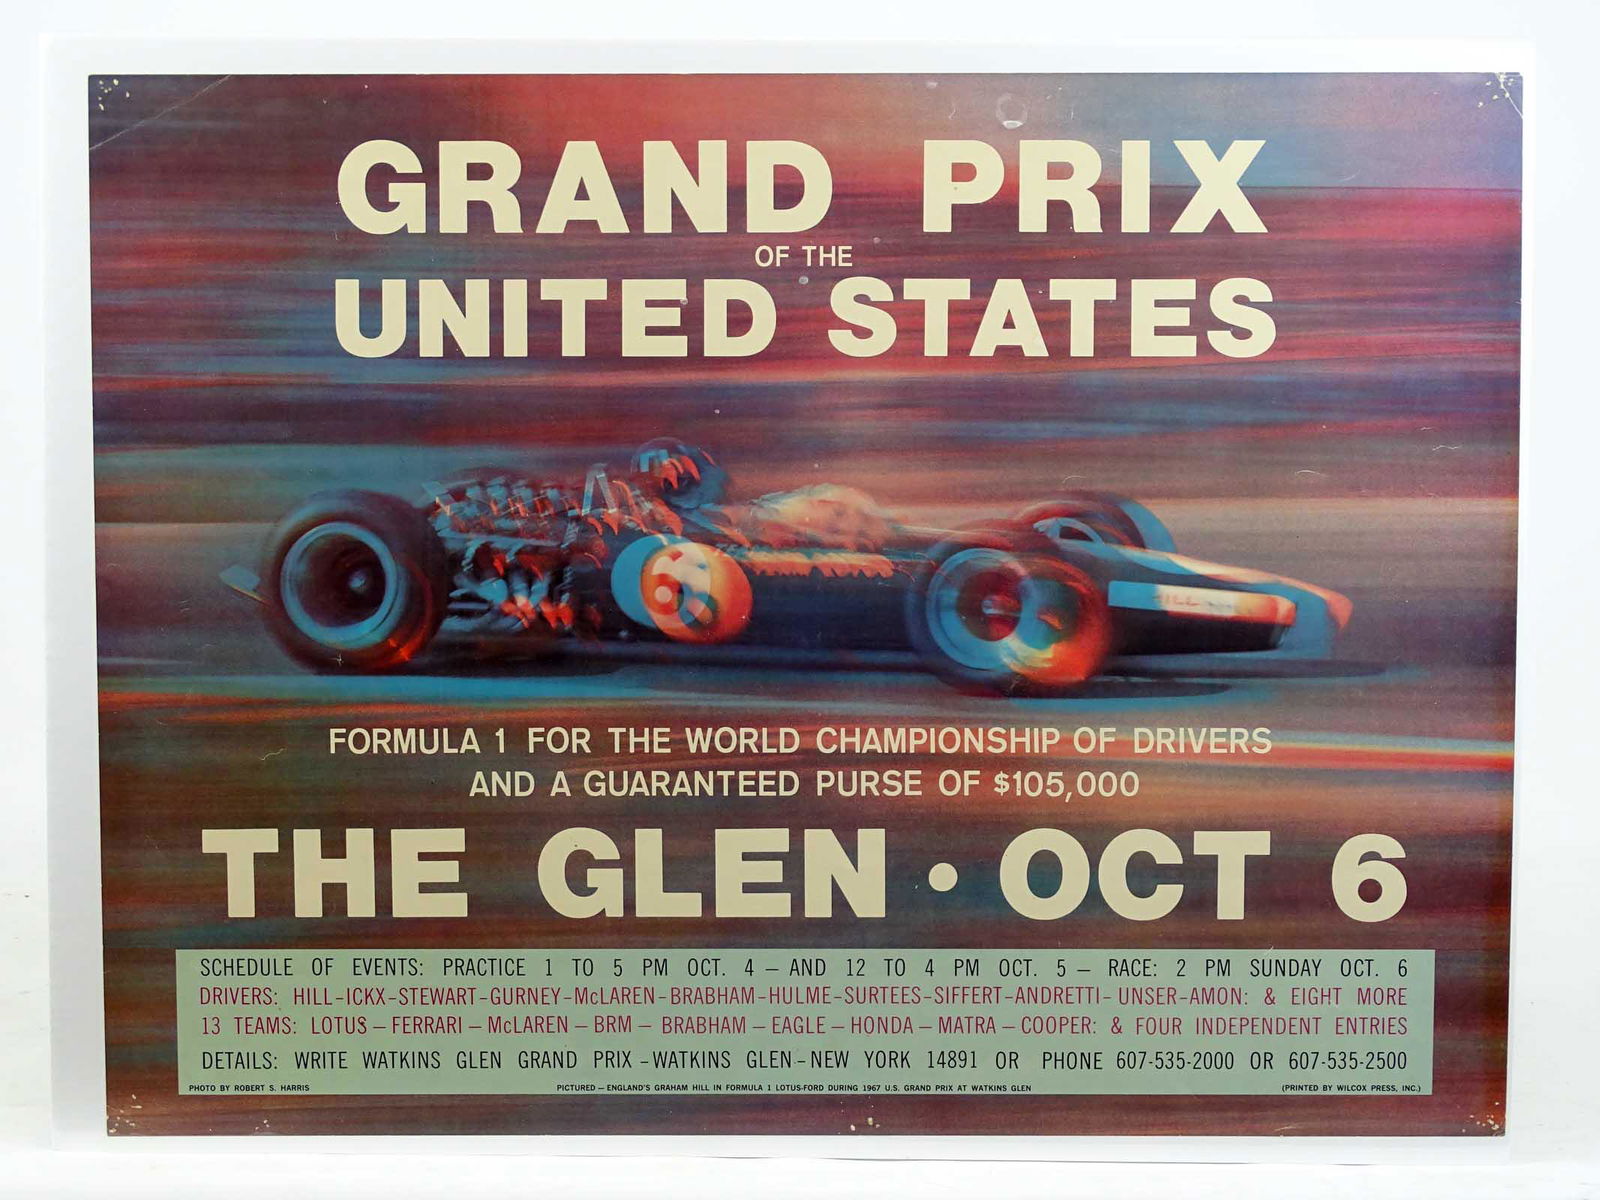 GRAND PRIX
OF THE
UNITED STATES
6
FORMULA 1 FOR THE WORLD CHAMPIONSHIP OF DRIVERS
AND A GUARANTEED PURSE OF $105,000
THE GLEN • OCT 6
SCHEDULE OF EVENTS: PRACTICE 1 TO 5 PM OCT. 4 — AND 12 TO 4 PM OCT. 5 — RACE: 2 PM SUNDAY OCT. 6
DRIVERS: HILL-ICKX-STEWART-GURNEY-McLAREN-BRABHAM-HULME-SURTEES-SIFFERT-ANDRETTI-UNSER-AMON: & EIGHT MORE
13 TEAMS: LOTUS — FERRARI — McLAREN — BRM — BRABHAM — EAGLE — HONDA — MATRA — COOPER: & FOUR INDEPENDENT ENTRIES
DETAILS: WRITE WATKINS GLEN GRAND PRIX -WATKINS GLEN-NEW YORK 14891 OR PHONE 607-535-2000 OR 607-535-2500
PHOTO BY ROBERT S. HARRIS PICTURED — ENGLAND'S GRAHAM HILL IN FORMULA 1 LOTUS-FORD DURING 1967 U.S. GRAND PRIX AT WATKINS GLEN (PRINTED BY WILCOX PRESS, INC.)